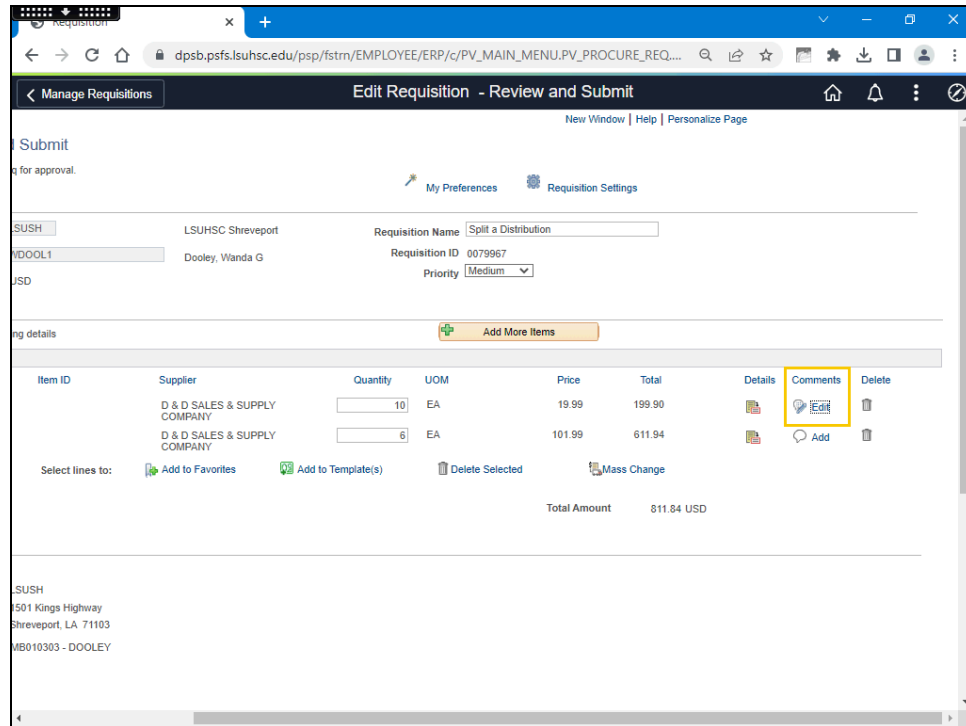 Requisition
dpsb.psfs.lsuhsc.edu/psp/fstrn/EMPLOYEE/ERP/c/PV_MAIN_MENU.PV_PROCURE_REQ....
Manage Requisitions
Edit Requisition - Review and Submit
New Window | Help | Personalize Page
Submit
q for approval.
My Preferences
Requisition Settings
LSUSH
LSUHSC Shreveport
Requisition Name
Split a Distribution
WDOOL1
Dooley, Wanda G
Requisition ID 0079967
Priority Medium
USD
ng details
Add More Items
Item ID Supplier Quantity UOM Price Total Details Comments Delete
D & D SALES & SUPPLY COMPANY 10 EA 19.99 199.90 Edit
D & D SALES & SUPPLY COMPANY 6 EA 101.99 611.94 Add
Select lines to: Add to Favorites Add to Template(s) Delete Selected Mass Change
Total Amount 811.84 USD
LSUSH
1501 Kings Highway
Shreveport, LA 71103
MB010303 - DOOLEY